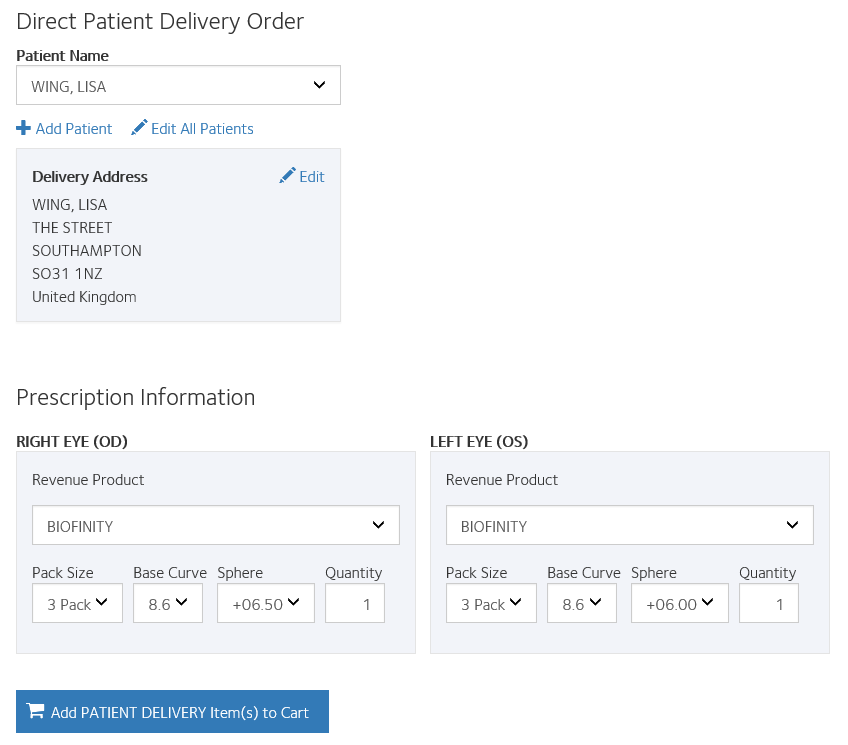 Direct Patient Delivery Order
Patient Name
WING, LISA
Add Patient Edit All Patients
Delivery Address Edit
WING, LISA
THE STREET
SOUTHAMPTON
SO31 1NZ
United Kingdom
Prescription Information
RIGHT EYE (OD)
Revenue Product
BIOFINITY
Pack Size Base Curve Sphere Quantity
3 Pack 8.6 +06.50 1
LEFT EYE (OS)
Revenue Product
BIOFINITY
Pack Size Base Curve Sphere Quantity
3 Pack 8.6 +06.00 1
Add PATIENT DELIVERY Item(s) to Cart